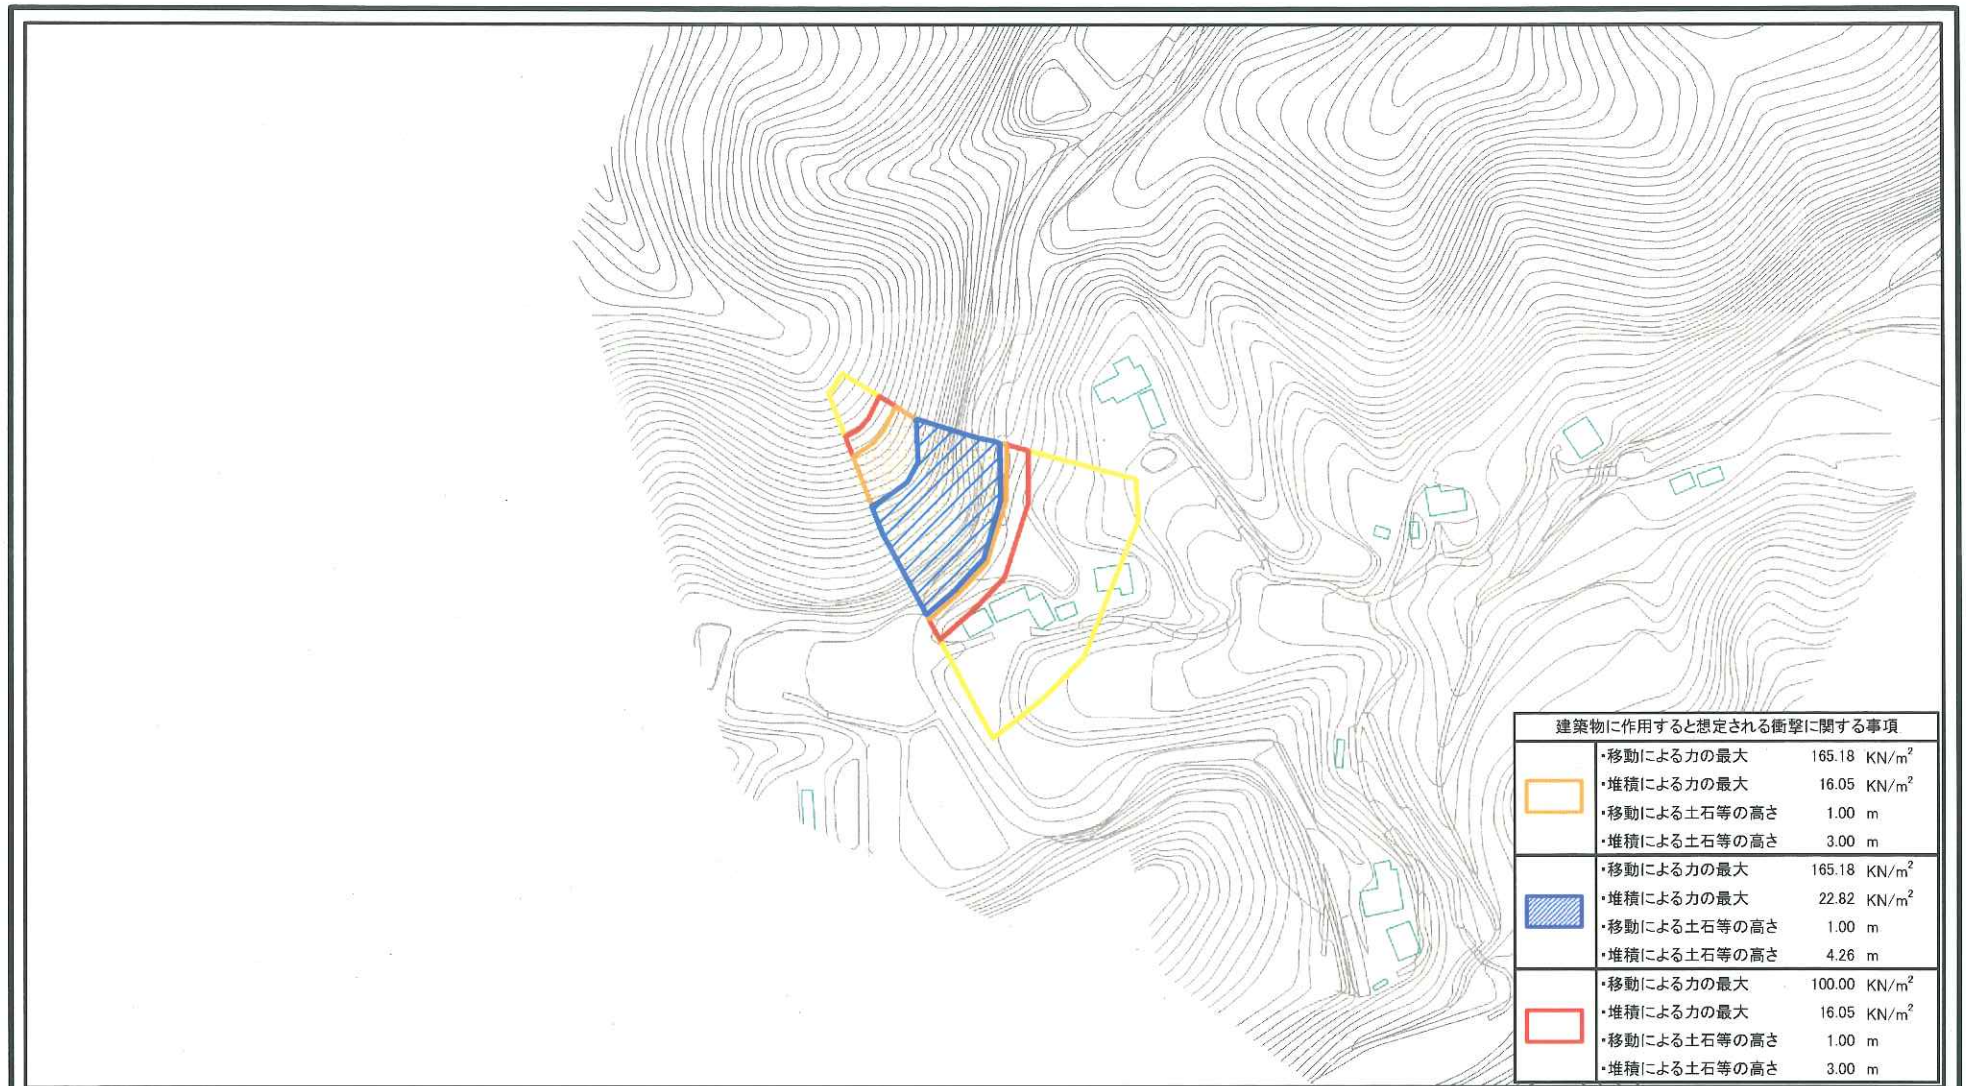 建築物に作用すると想定される衝撃に関する事項
・移動による力の最大 165.18 KN/m²
・堆積による力の最大 16.05 KN/m²
・移動による土石等の高さ 1.00 m
・堆積による土石等の高さ 3.00 m
・移動による力の最大 165.18 KN/m²
・堆積による力の最大 22.82 KN/m²
・移動による土石等の高さ 1.00 m
・堆積による土石等の高さ 4.26 m
・移動による力の最大 100.00 KN/m²
・堆積による力の最大 16.05 KN/m²
・移動による土石等の高さ 1.00 m
・堆積による土石等の高さ 3.00 m